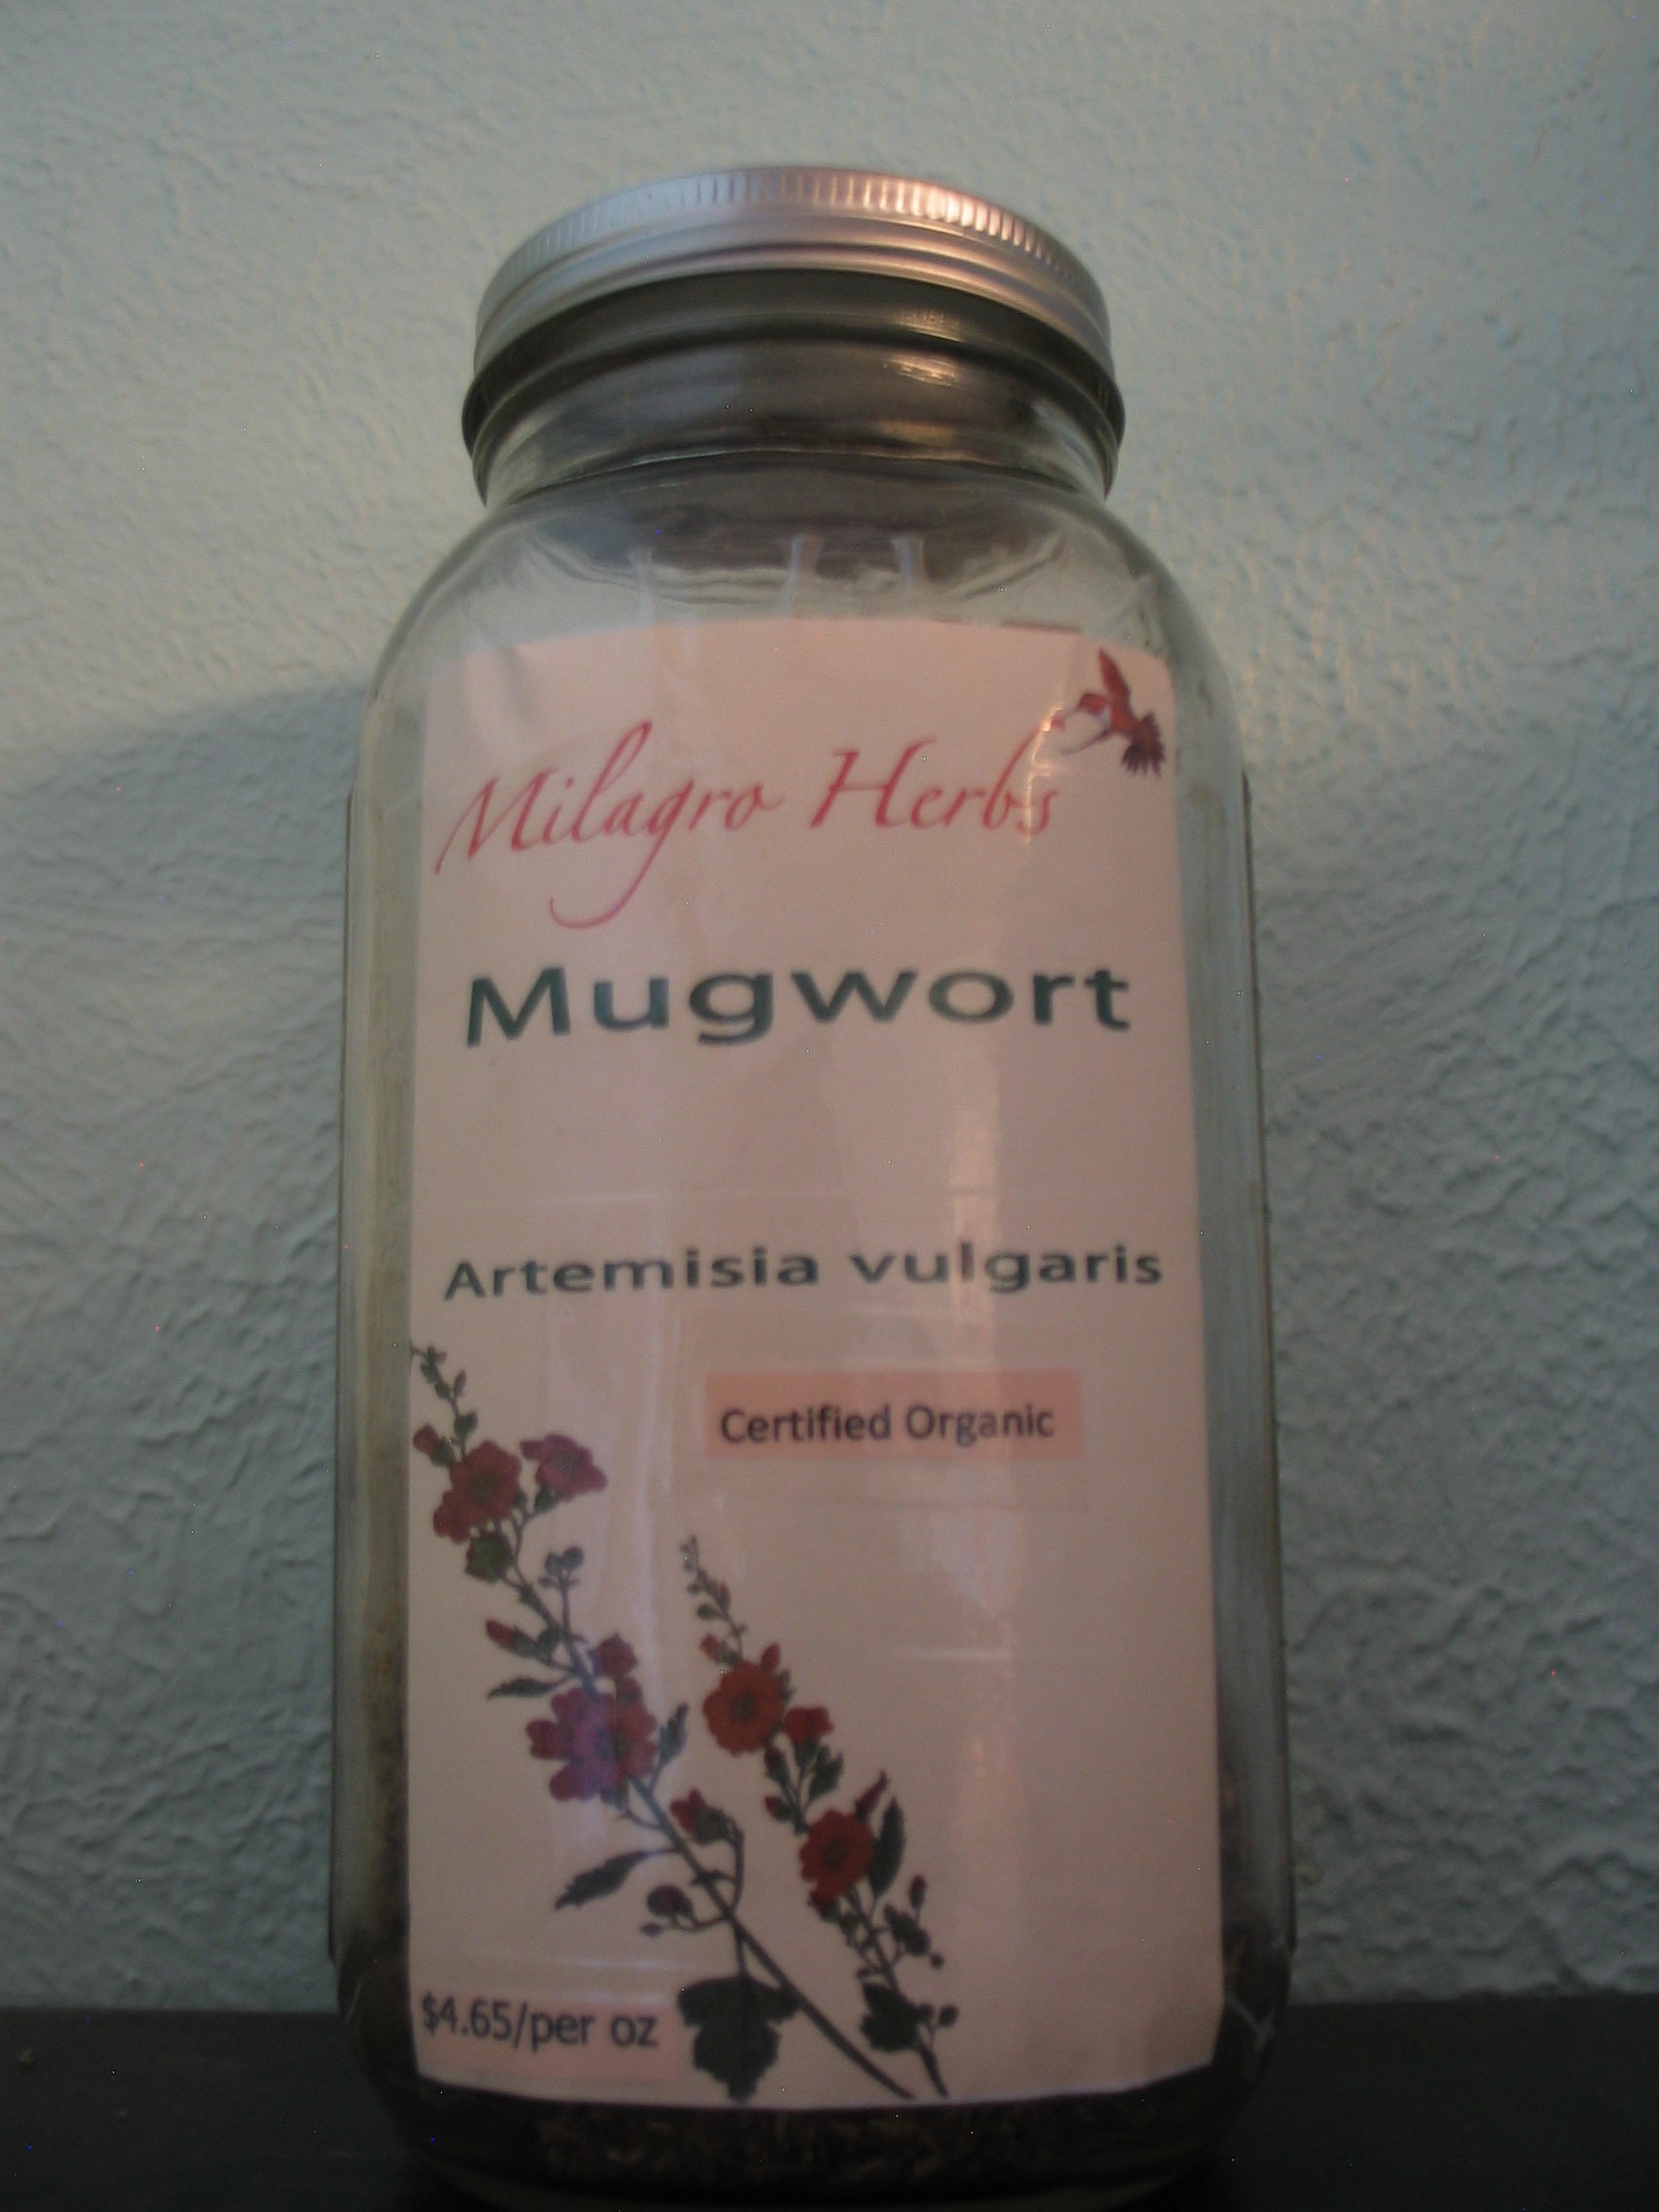 Milagro Herbs
Mugwort
Artemisia vulgaris
Certified Organic
$4.65/per oz